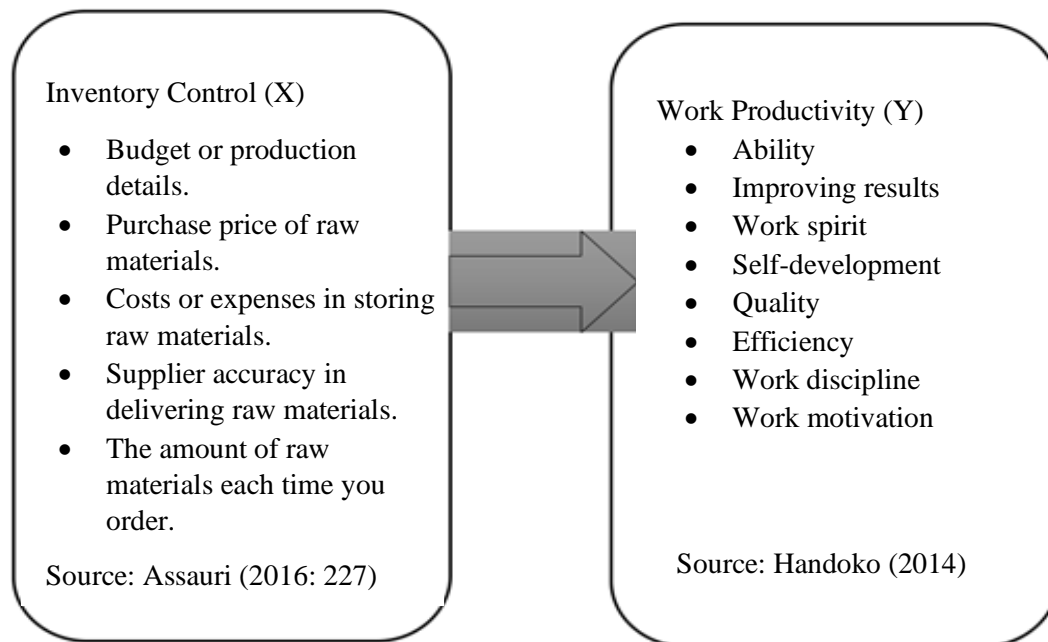 Inventory Control (X)
• Budget or production
details.
• Purchase price of raw
materials.
• Costs or expenses in storing
raw materials.
• Supplier accuracy in
delivering raw materials.
• The amount of raw
materials each time you
order.
Source: Assauri (2016: 227)
Work Productivity (Y)
• Ability
• Improving results
• Work spirit
• Self-development
• Quality
• Efficiency
• Work discipline
• Work motivation
Source: Handoko (2014)